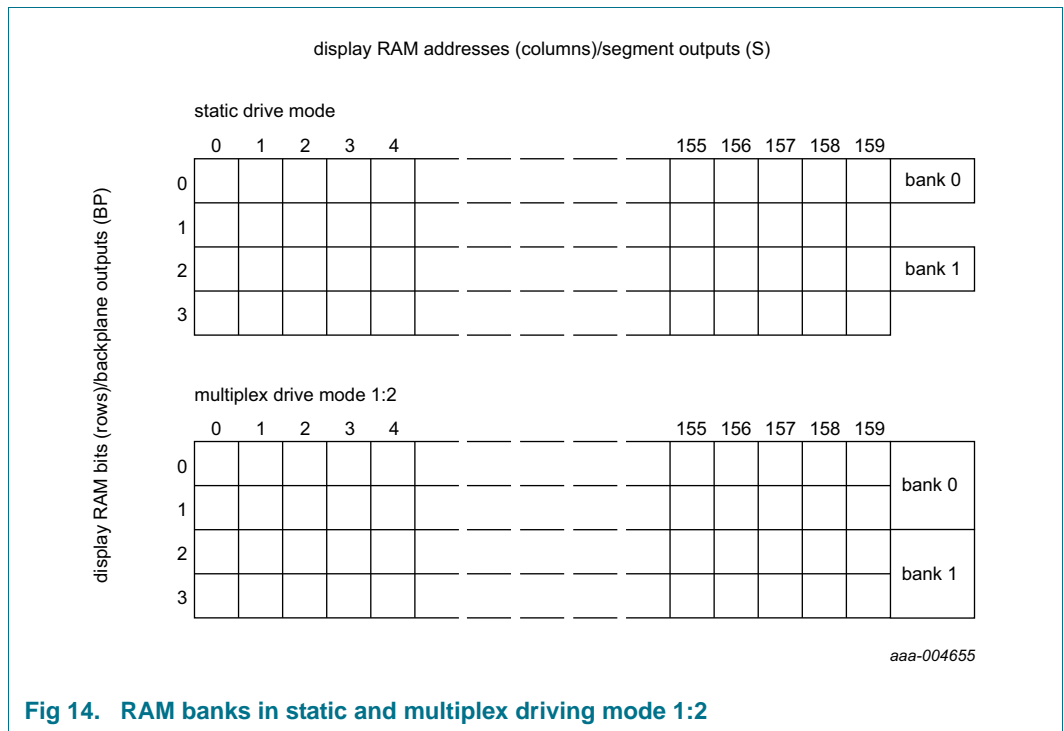 display RAM addresses (columns)/segment outputs (S)
display RAM bits (rows)/backplane outputs (BP)
static drive mode
0 1 2 3 4 155 156 157 158 159
0 bank 0
1
2 bank 1
3
multiplex drive mode 1:2
0 1 2 3 4 155 156 157 158 159
0
bank 0
1
2
bank 1
3
aaa-004655
Fig 14. RAM banks in static and multiplex driving mode 1:2